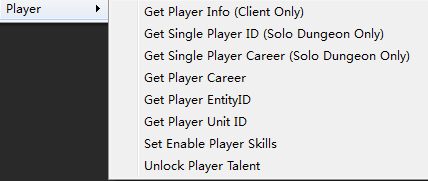 Player
Get Player Info (Client Only)
Get Single Player ID (Solo Dungeon Only)
Get Single Player Career (Solo Dungeon Only)
Get Player Career
Get Player EntityID
Get Player Unit ID
Set Enable Player Skills
Unlock Player Talent